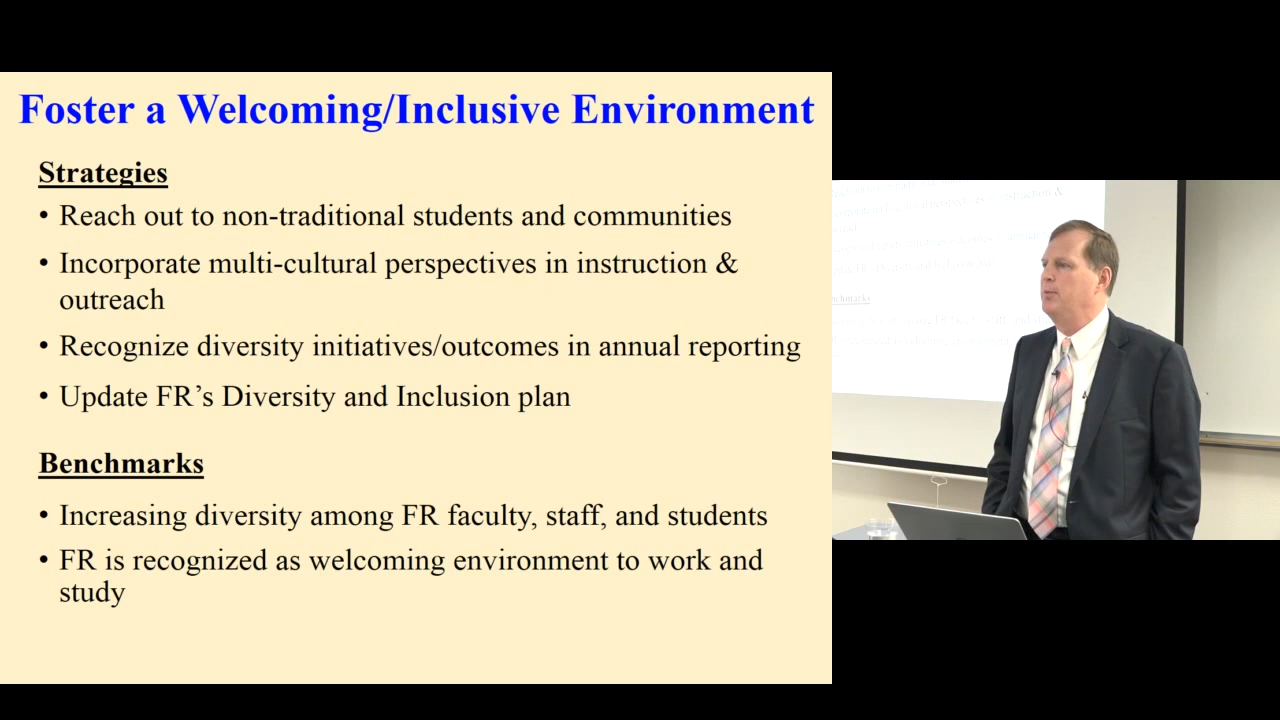 Foster a Welcoming/Inclusive Environment
Strategies
• Reach out to non-traditional students and communities
• Incorporate multi-cultural perspectives in instruction &
outreach
• Recognize diversity initiatives/outcomes in annual reporting
• Update FR’s Diversity and Inclusion plan
Benchmarks
• Increasing diversity among FR faculty, staff, and students
• FR is recognized as welcoming environment to work and
study